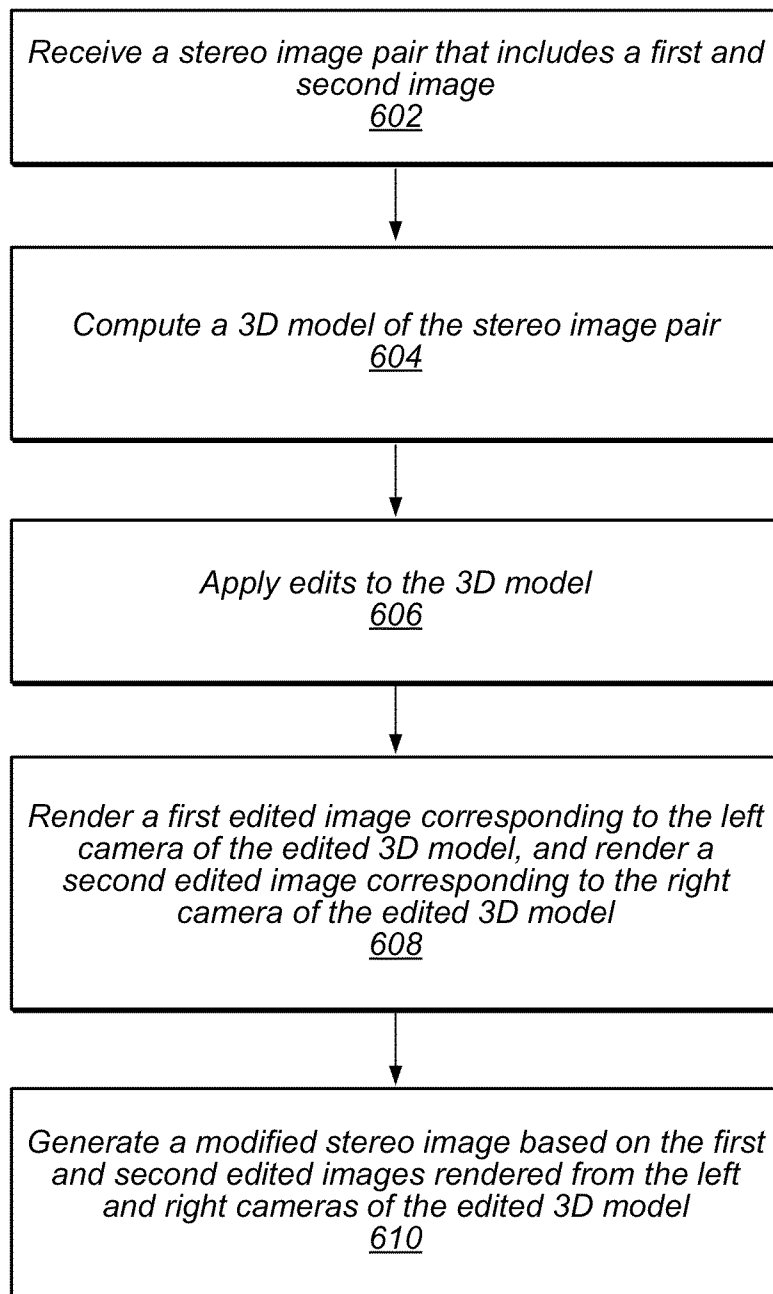 Receive a stereo image pair that includes a first and
second image
602
Compute a 3D model of the stereo image pair
604
Apply edits to the 3D model
606
Render a first edited image corresponding to the left
camera of the edited 3D model, and render a
second edited image corresponding to the right
camera of the edited 3D model
608
Generate a modified stereo image based on the first
and second edited images rendered from the left
and right cameras of the edited 3D model
610